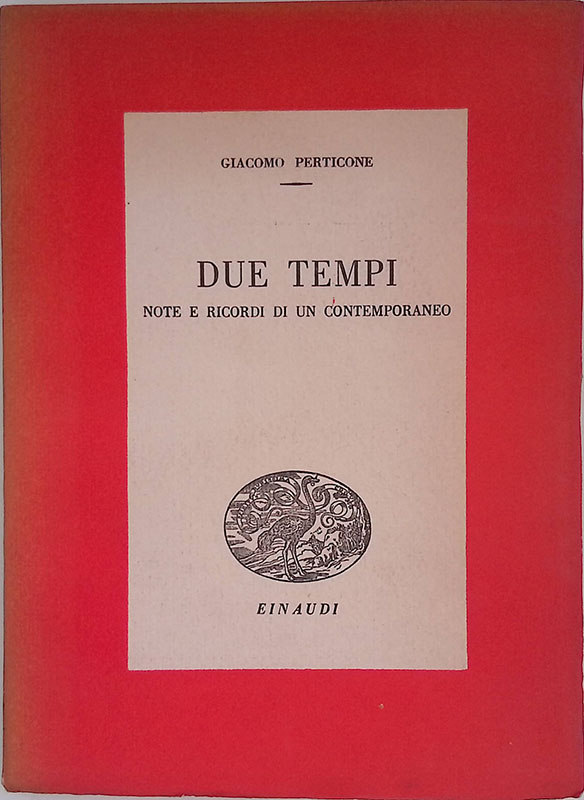 GIACOMO PERTICONE
DUE TEMPI
NOTE E RICORDI DI UN CONTEMPORANEO
EINAUDI